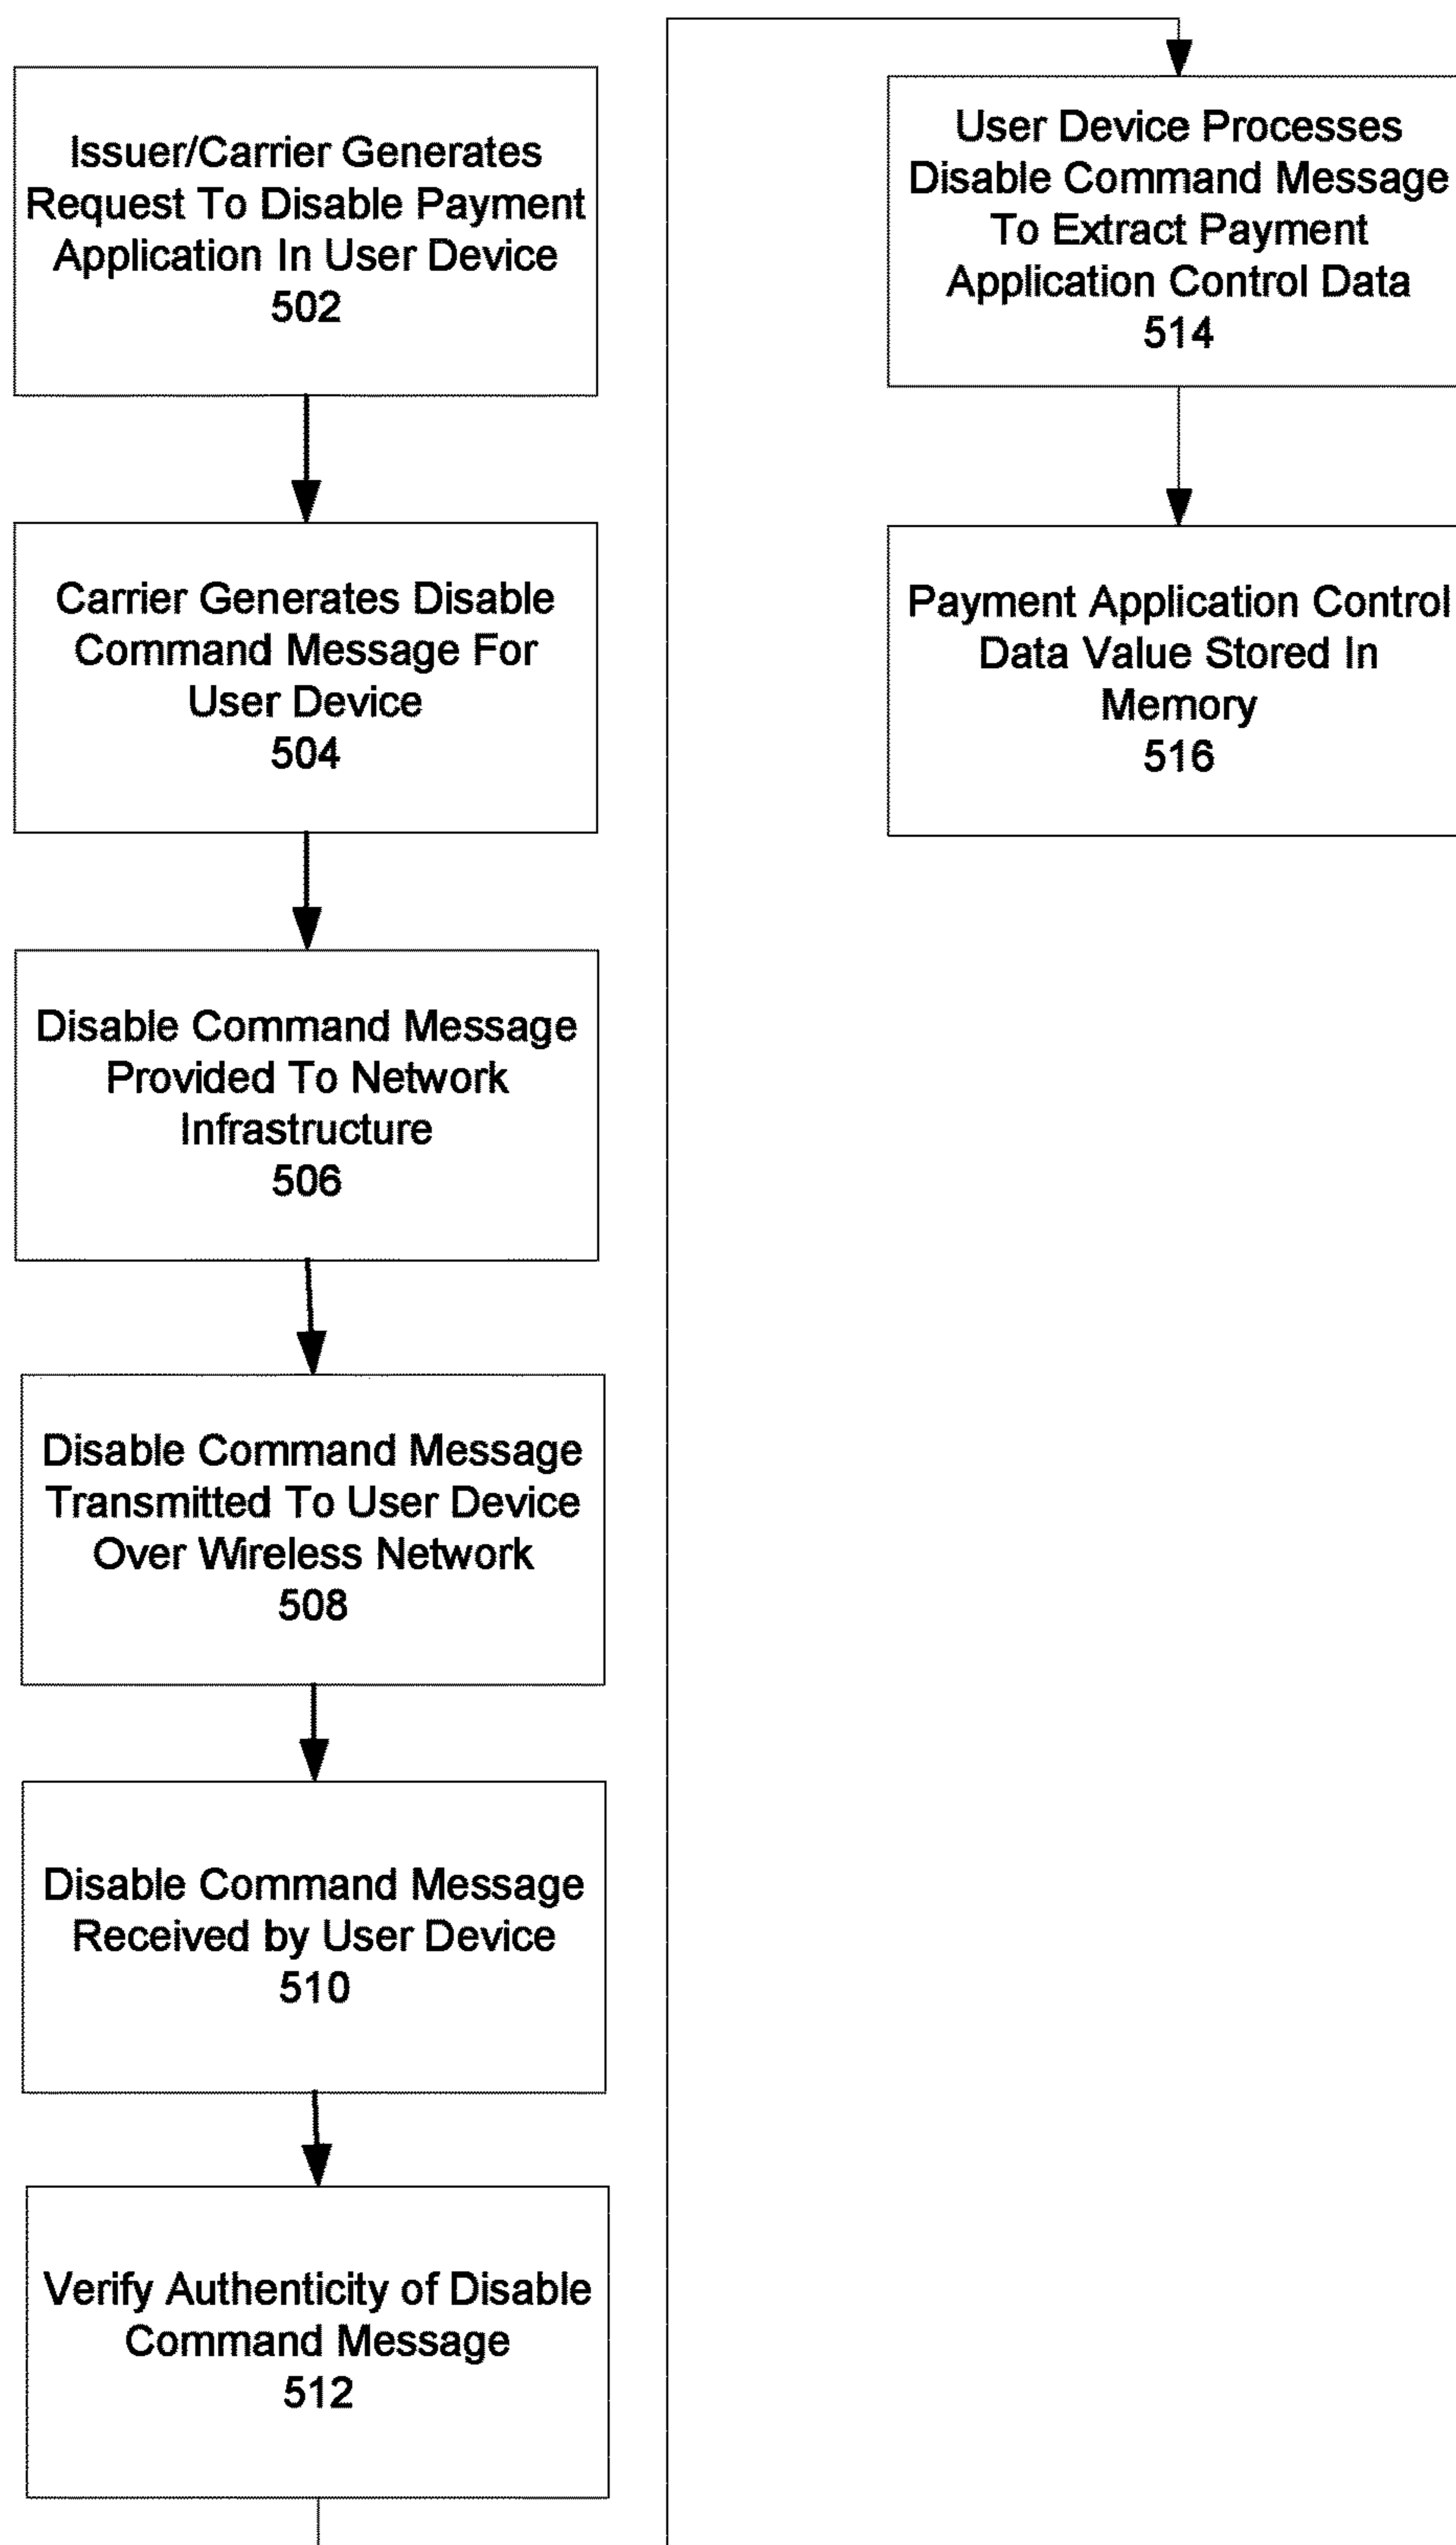 Issuer/Carrier Generates
Request To Disable Payment
Application In User Device
502
Carrier Generates Disable
Command Message For
User Device
504
Disable Command Message
Provided To Network
Infrastructure
506
Disable Command Message
Transmitted To User Device
Over Wireless Network
508
Disable Command Message
Received by User Device
510
Verify Authenticity of Disable
Command Message
512
User Device Processes
Disable Command Message
To Extract Payment
Application Control Data
514
Payment Application Control
Data Value Stored In
Memory
516